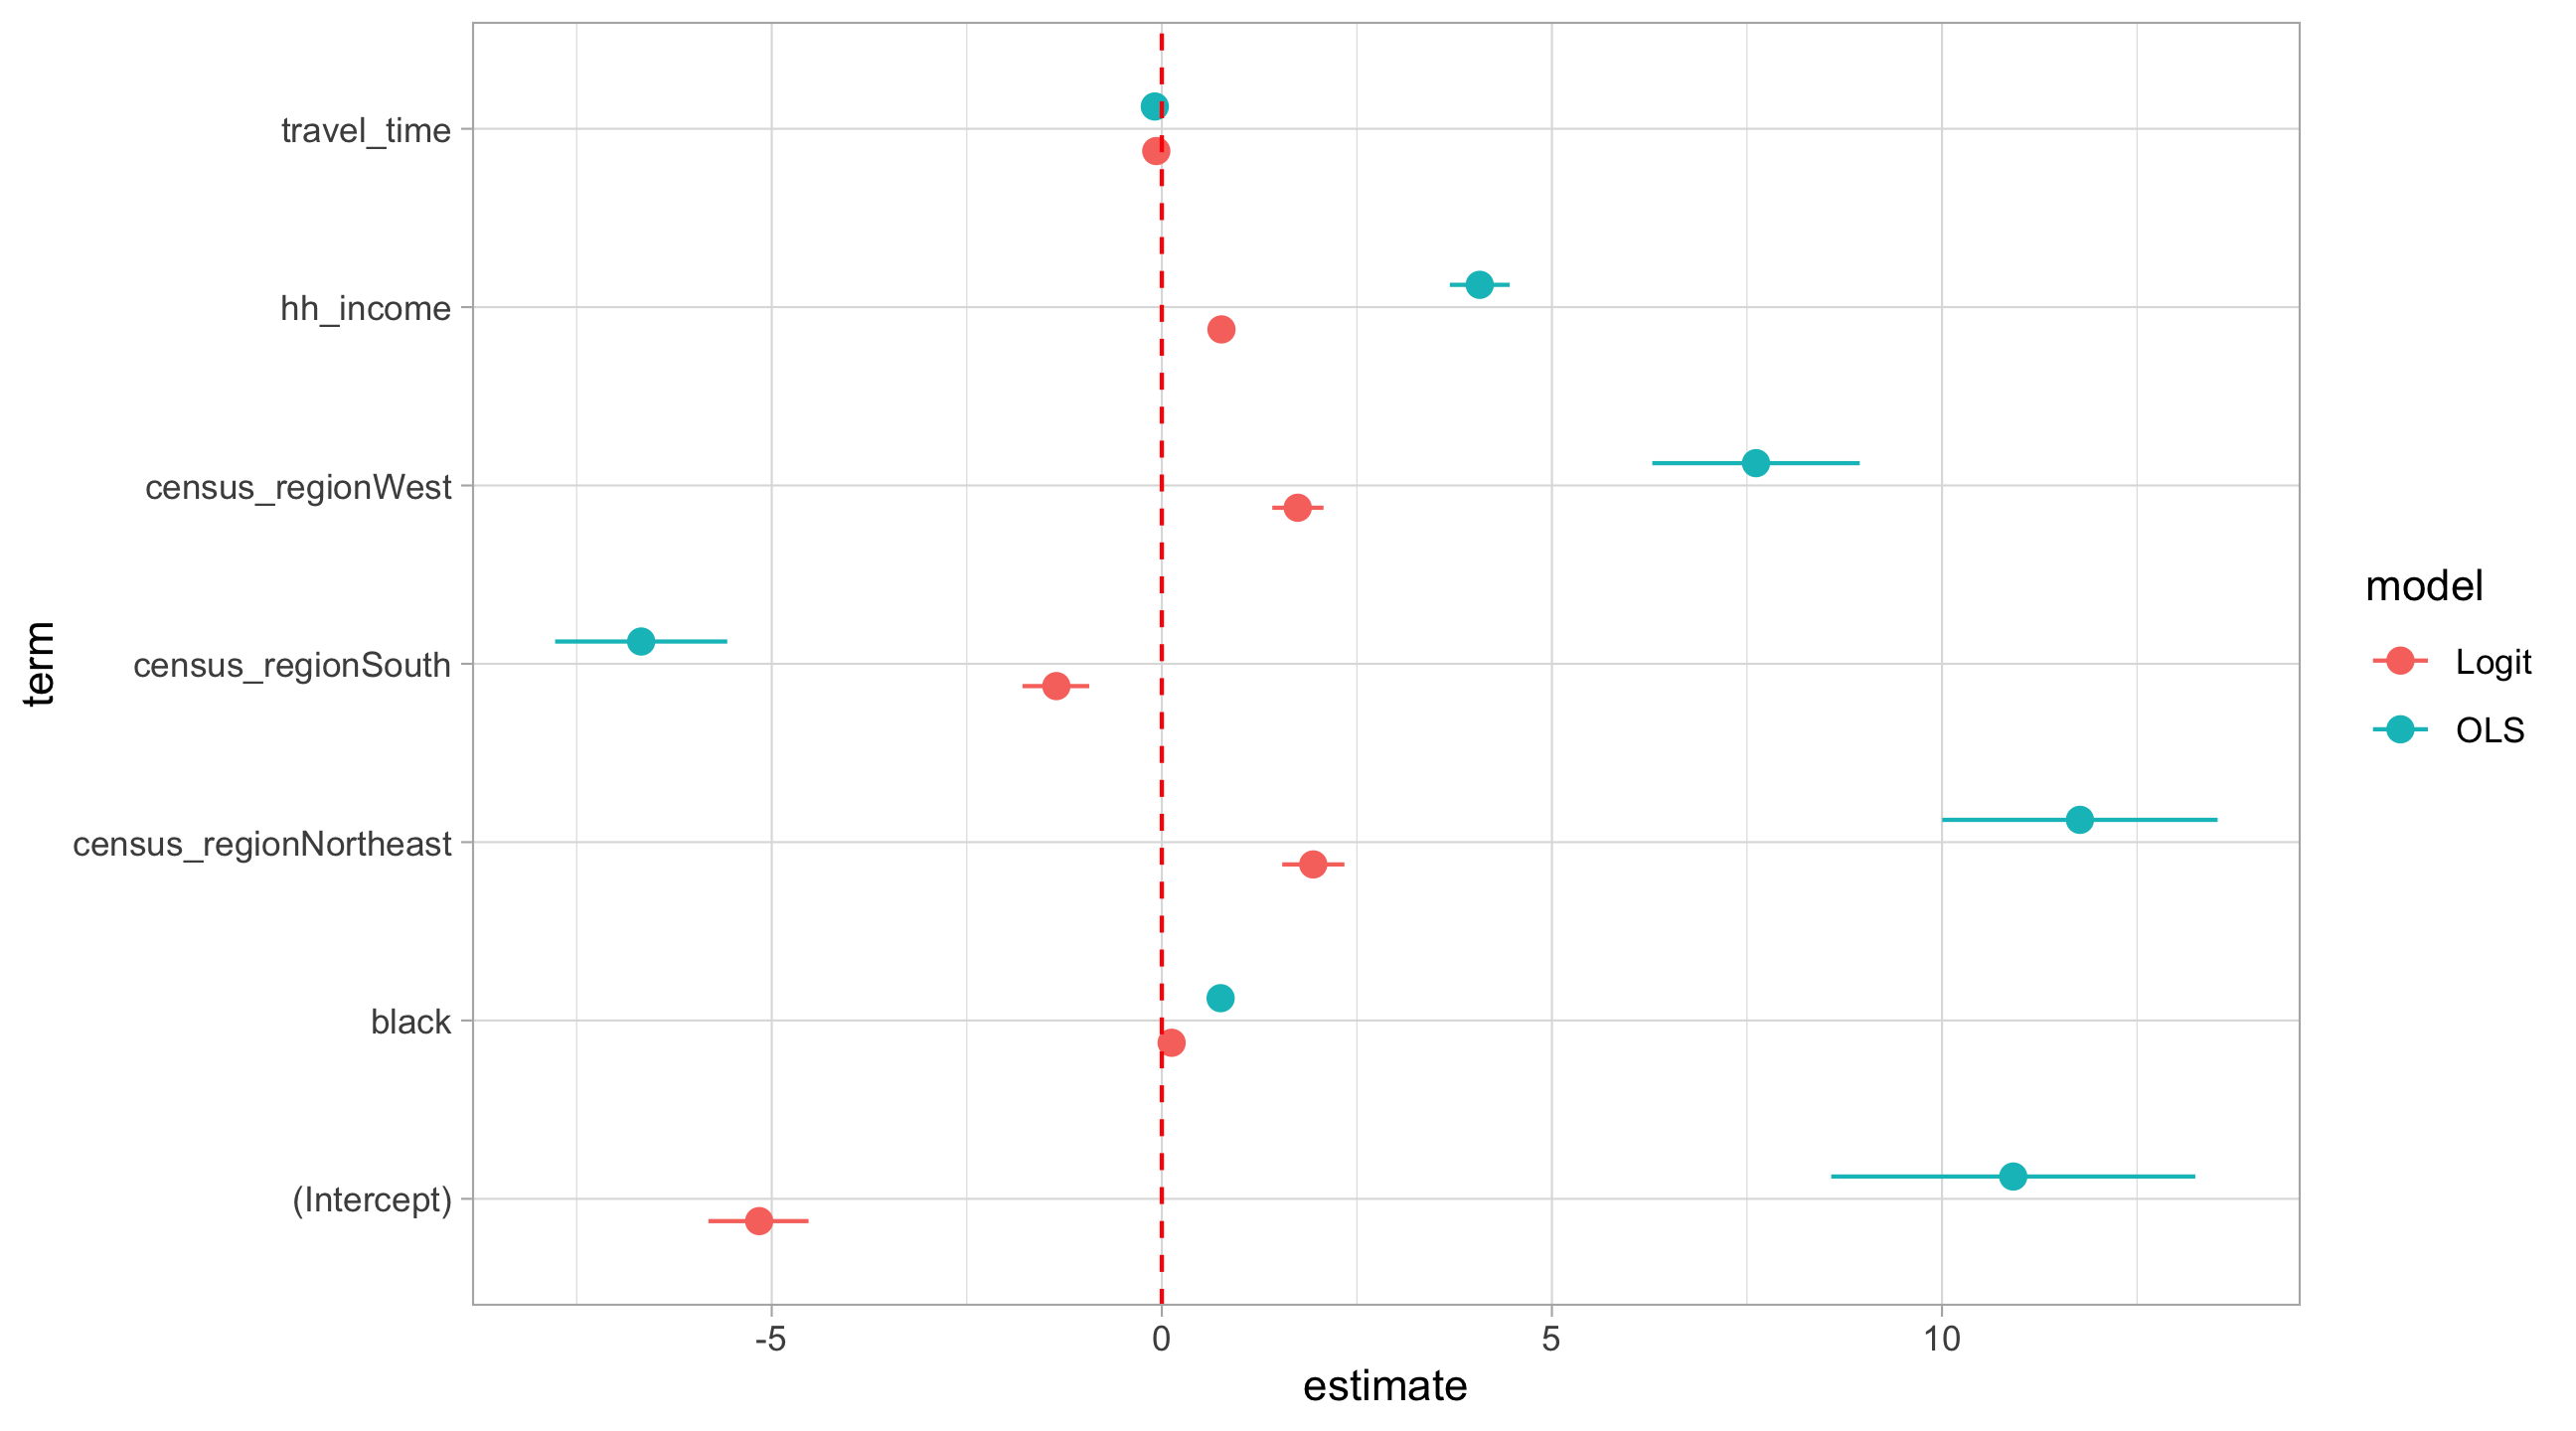 term
travel_time
hh_income
census_regionWest
census_regionSouth
census_regionNortheast
black
(Intercept)
-5 0 5 10
estimate
model
Logit
OLS